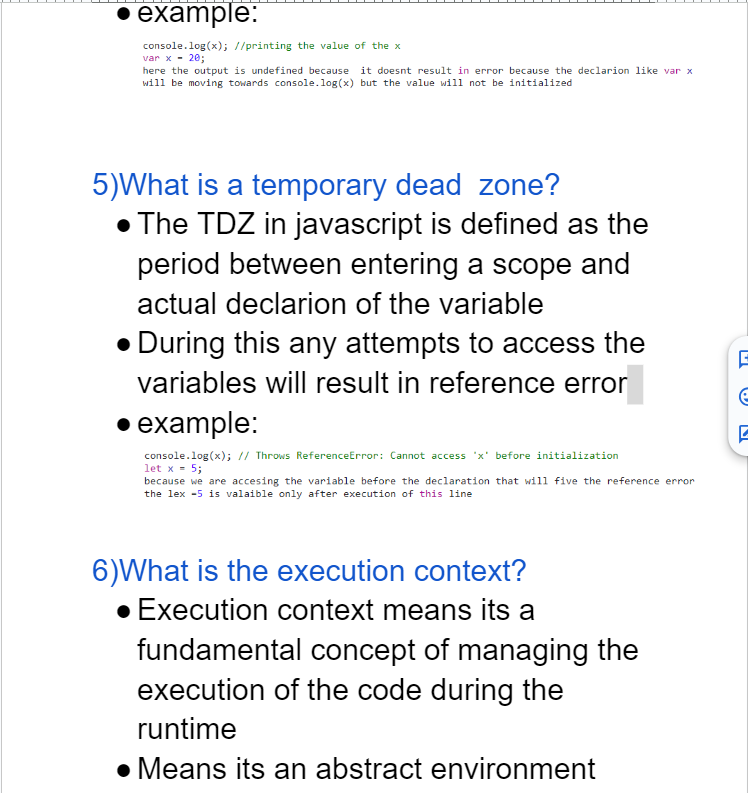 ● example:
console.log(x); //printing the value of the x
var x = 20;
here the output is undefined because  it doesnt result in error because the declarion like var x
will be moving towards console.log(x) but the value will not be initialized
5)What is a temporary dead  zone?
● The TDZ in javascript is defined as the
period between entering a scope and
actual declarion of the variable
● During this any attempts to access the
variables will result in reference error
● example:
console.log(x); // Throws ReferenceError: Cannot access 'x' before initialization
let x = 5;
because we are accesing the variable before the declaration that will five the reference error
the lex =5 is valaible only after execution of this line
6)What is the execution context?
● Execution context means its a
fundamental concept of managing the
execution of the code during the
runtime
● Means its an abstract environment